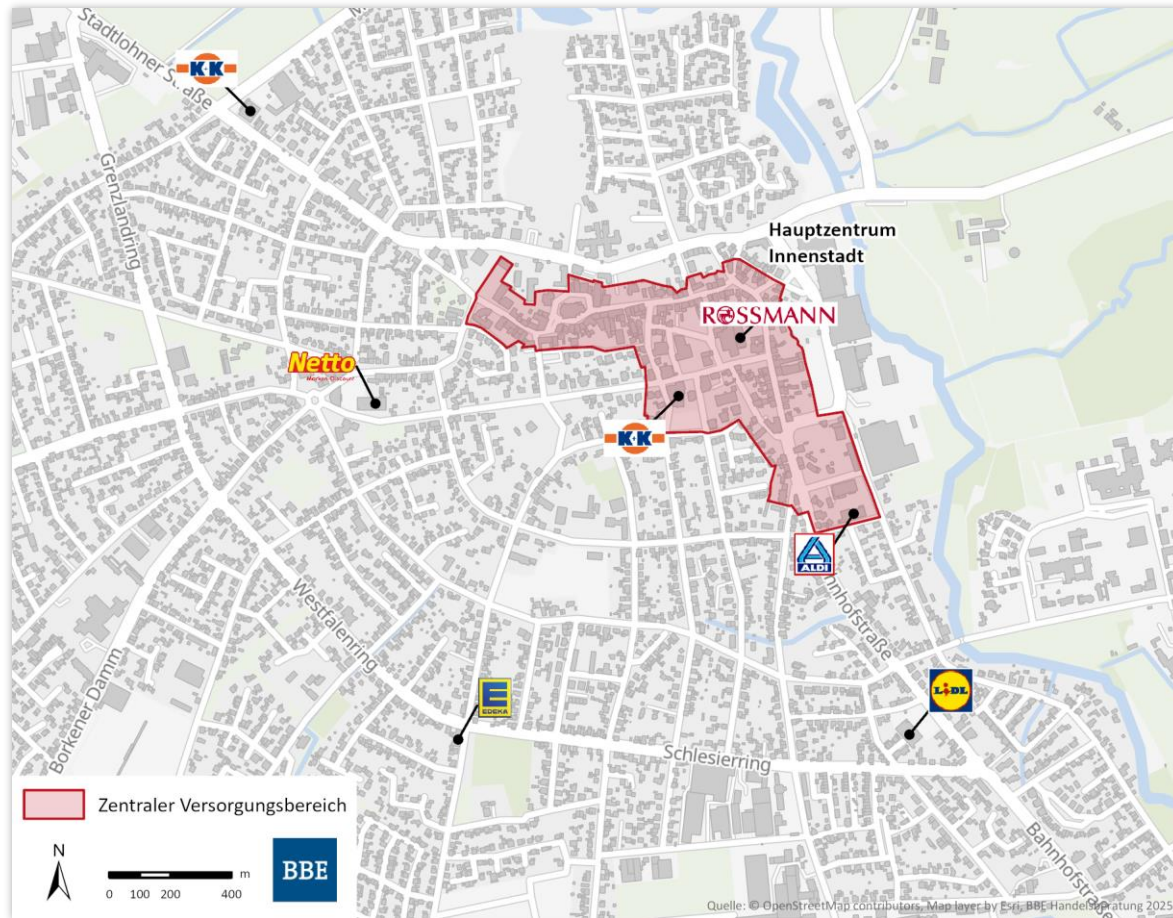 Stadtlohner Straße
K+K
Grenzlandring
Hauptzentrum
Innenstadt
ROSSMANN
Netto
Marken-Discount
K+K
ALDI
Bahnhofstraße
Westfalenring
Borkener Damm
E
EDEKA
LIDL
Schlesierring
Bahnhofstraße
Zentraler Versorgungsbereich
N
m
0 100 200 400
BBE
Quelle: © OpenStreetMap contributors, Map layer by Esri, BBE Handelsberatung 2025